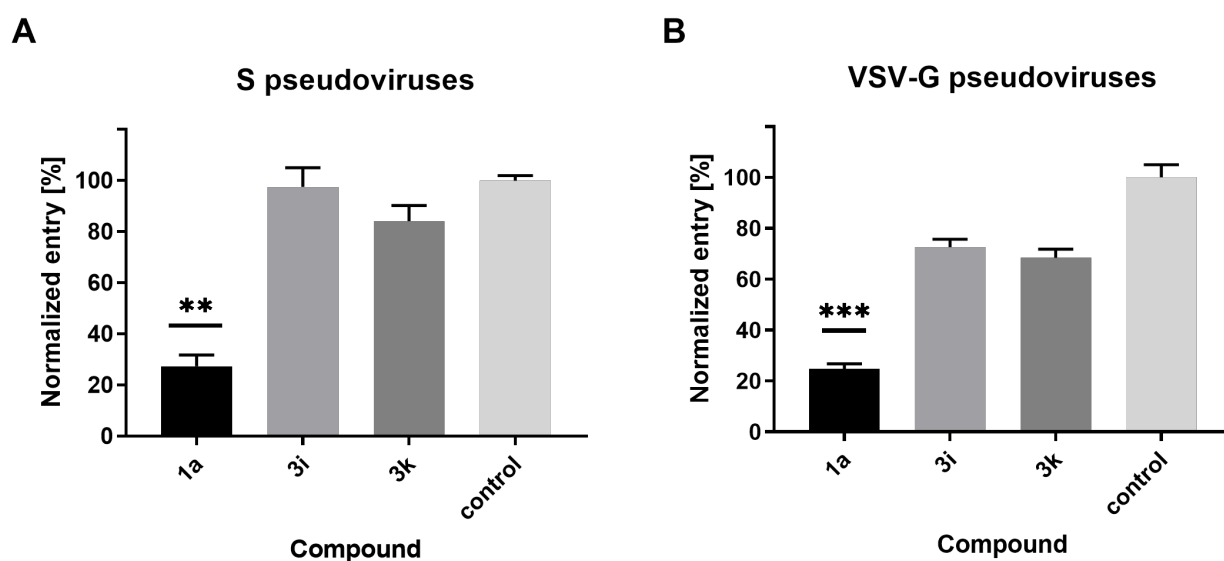 A
S pseudoviruses
Normalized entry [%]
100
80
60
40
20
0
**
1a
3i
3k
control
Compound
B
VSV-G pseudoviruses
Normalized entry [%]
100
80
60
40
20
0
***
1a
3i
3k
control
Compound